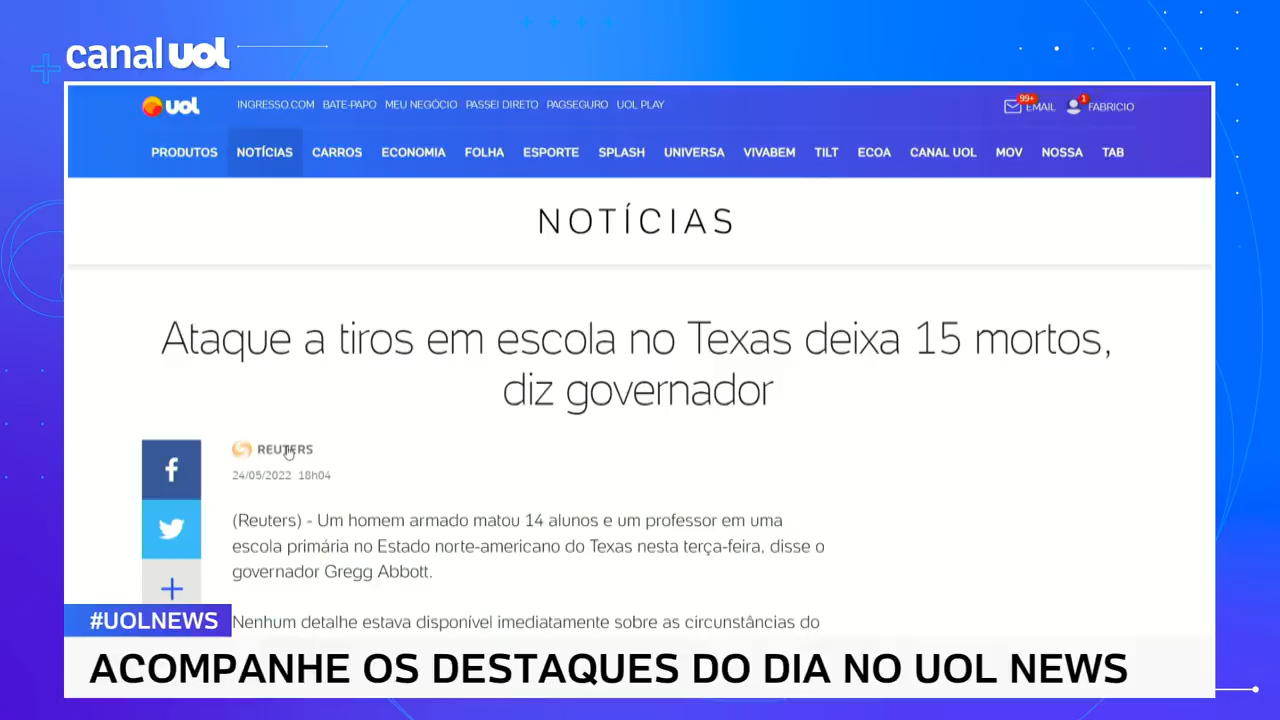 canal uol
uol INGRESSO.COM BATE-PAPO MEU NEGÓCIO PASSEI DIRETO PAGSEGURO UOL PLAY 99+ EMAIL 1 FABRICIO
PRODUTOS NOTÍCIAS CARROS ECONOMIA FOLHA ESPORTE SPLASH UNIVERSA VIVABEM TILT ECOA CANAL UOL MOV NOSSA TAB
NOTÍCIAS
Ataque a tiros em escola no Texas deixa 15 mortos,
diz governador
REUTERS
24/05/2022 18h04
(Reuters) - Um homem armado matou 14 alunos e um professor em uma
escola primária no Estado norte-americano do Texas nesta terça-feira, disse o
governador Gregg Abbott.
#UOLNEWS
Nenhum detalhe estava disponível imediatamente sobre as circunstâncias do
ACOMPANHE OS DESTAQUES DO DIA NO UOL NEWS